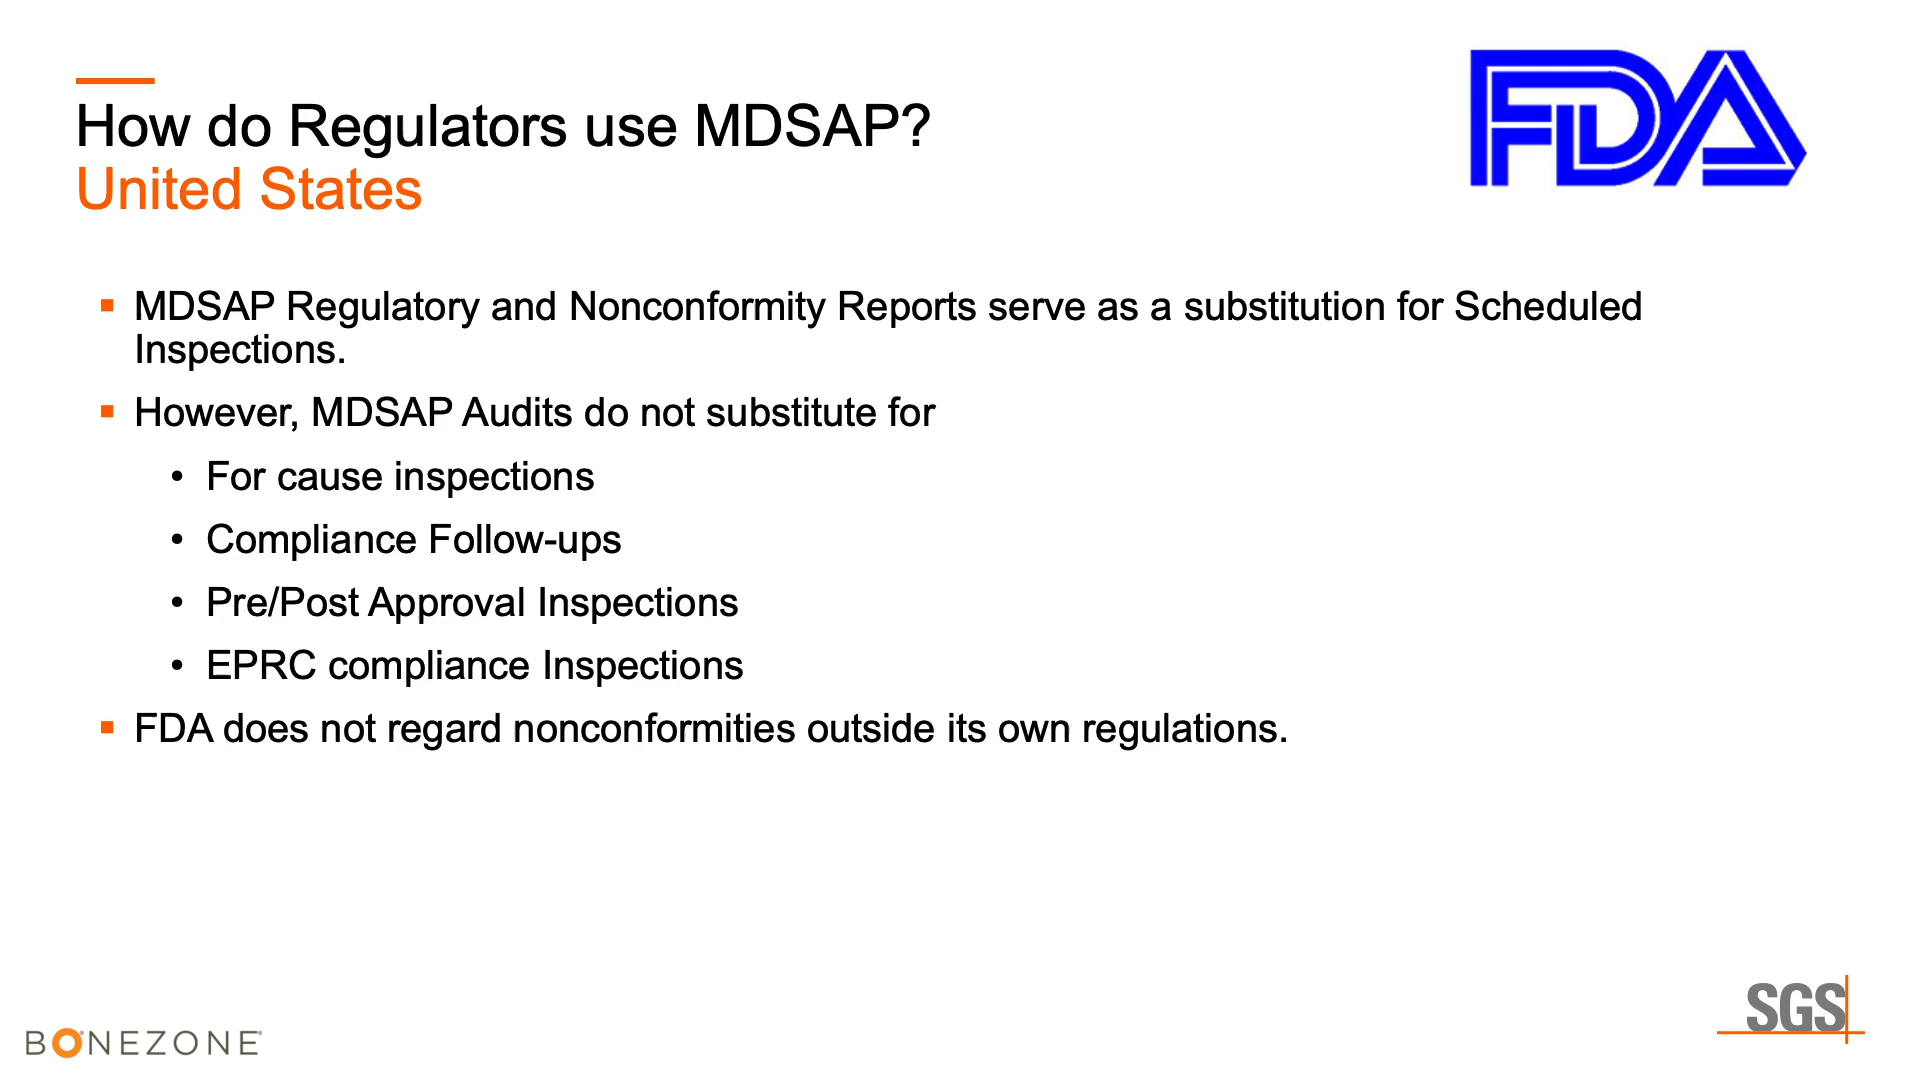 How do Regulators use MDSAP?
United States
FDA
▪ MDSAP Regulatory and Nonconformity Reports serve as a substitution for Scheduled
Inspections.
▪ However, MDSAP Audits do not substitute for
• For cause inspections
• Compliance Follow-ups
• Pre/Post Approval Inspections
• EPRC compliance Inspections
▪ FDA does not regard nonconformities outside its own regulations.
SGS
BONEZONE